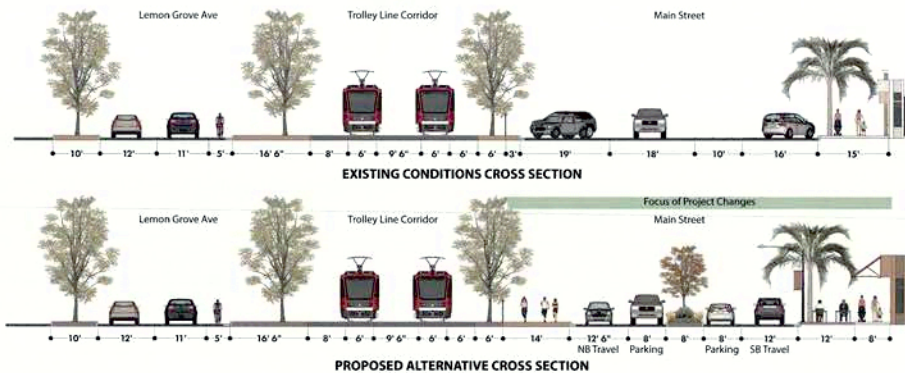 Lemon Grove Ave Trolley Line Corridor Main Street
10' 12' 11' 5' 16' 6" 8' 6' 9' 6" 6' 6' 6' 3' 19' 18' 10' 16' 15'
EXISTING CONDITIONS CROSS SECTION
Focus of Project Changes
Lemon Grove Ave Trolley Line Corridor Main Street
10' 12' 11' 5' 16' 6" 8' 6' 9' 6" 6' 6' 6' 14' 12' 6" 8' 8' 8' 12' 12' 8'
NB Travel Parking Parking SB Travel
PROPOSED ALTERNATIVE CROSS SECTION